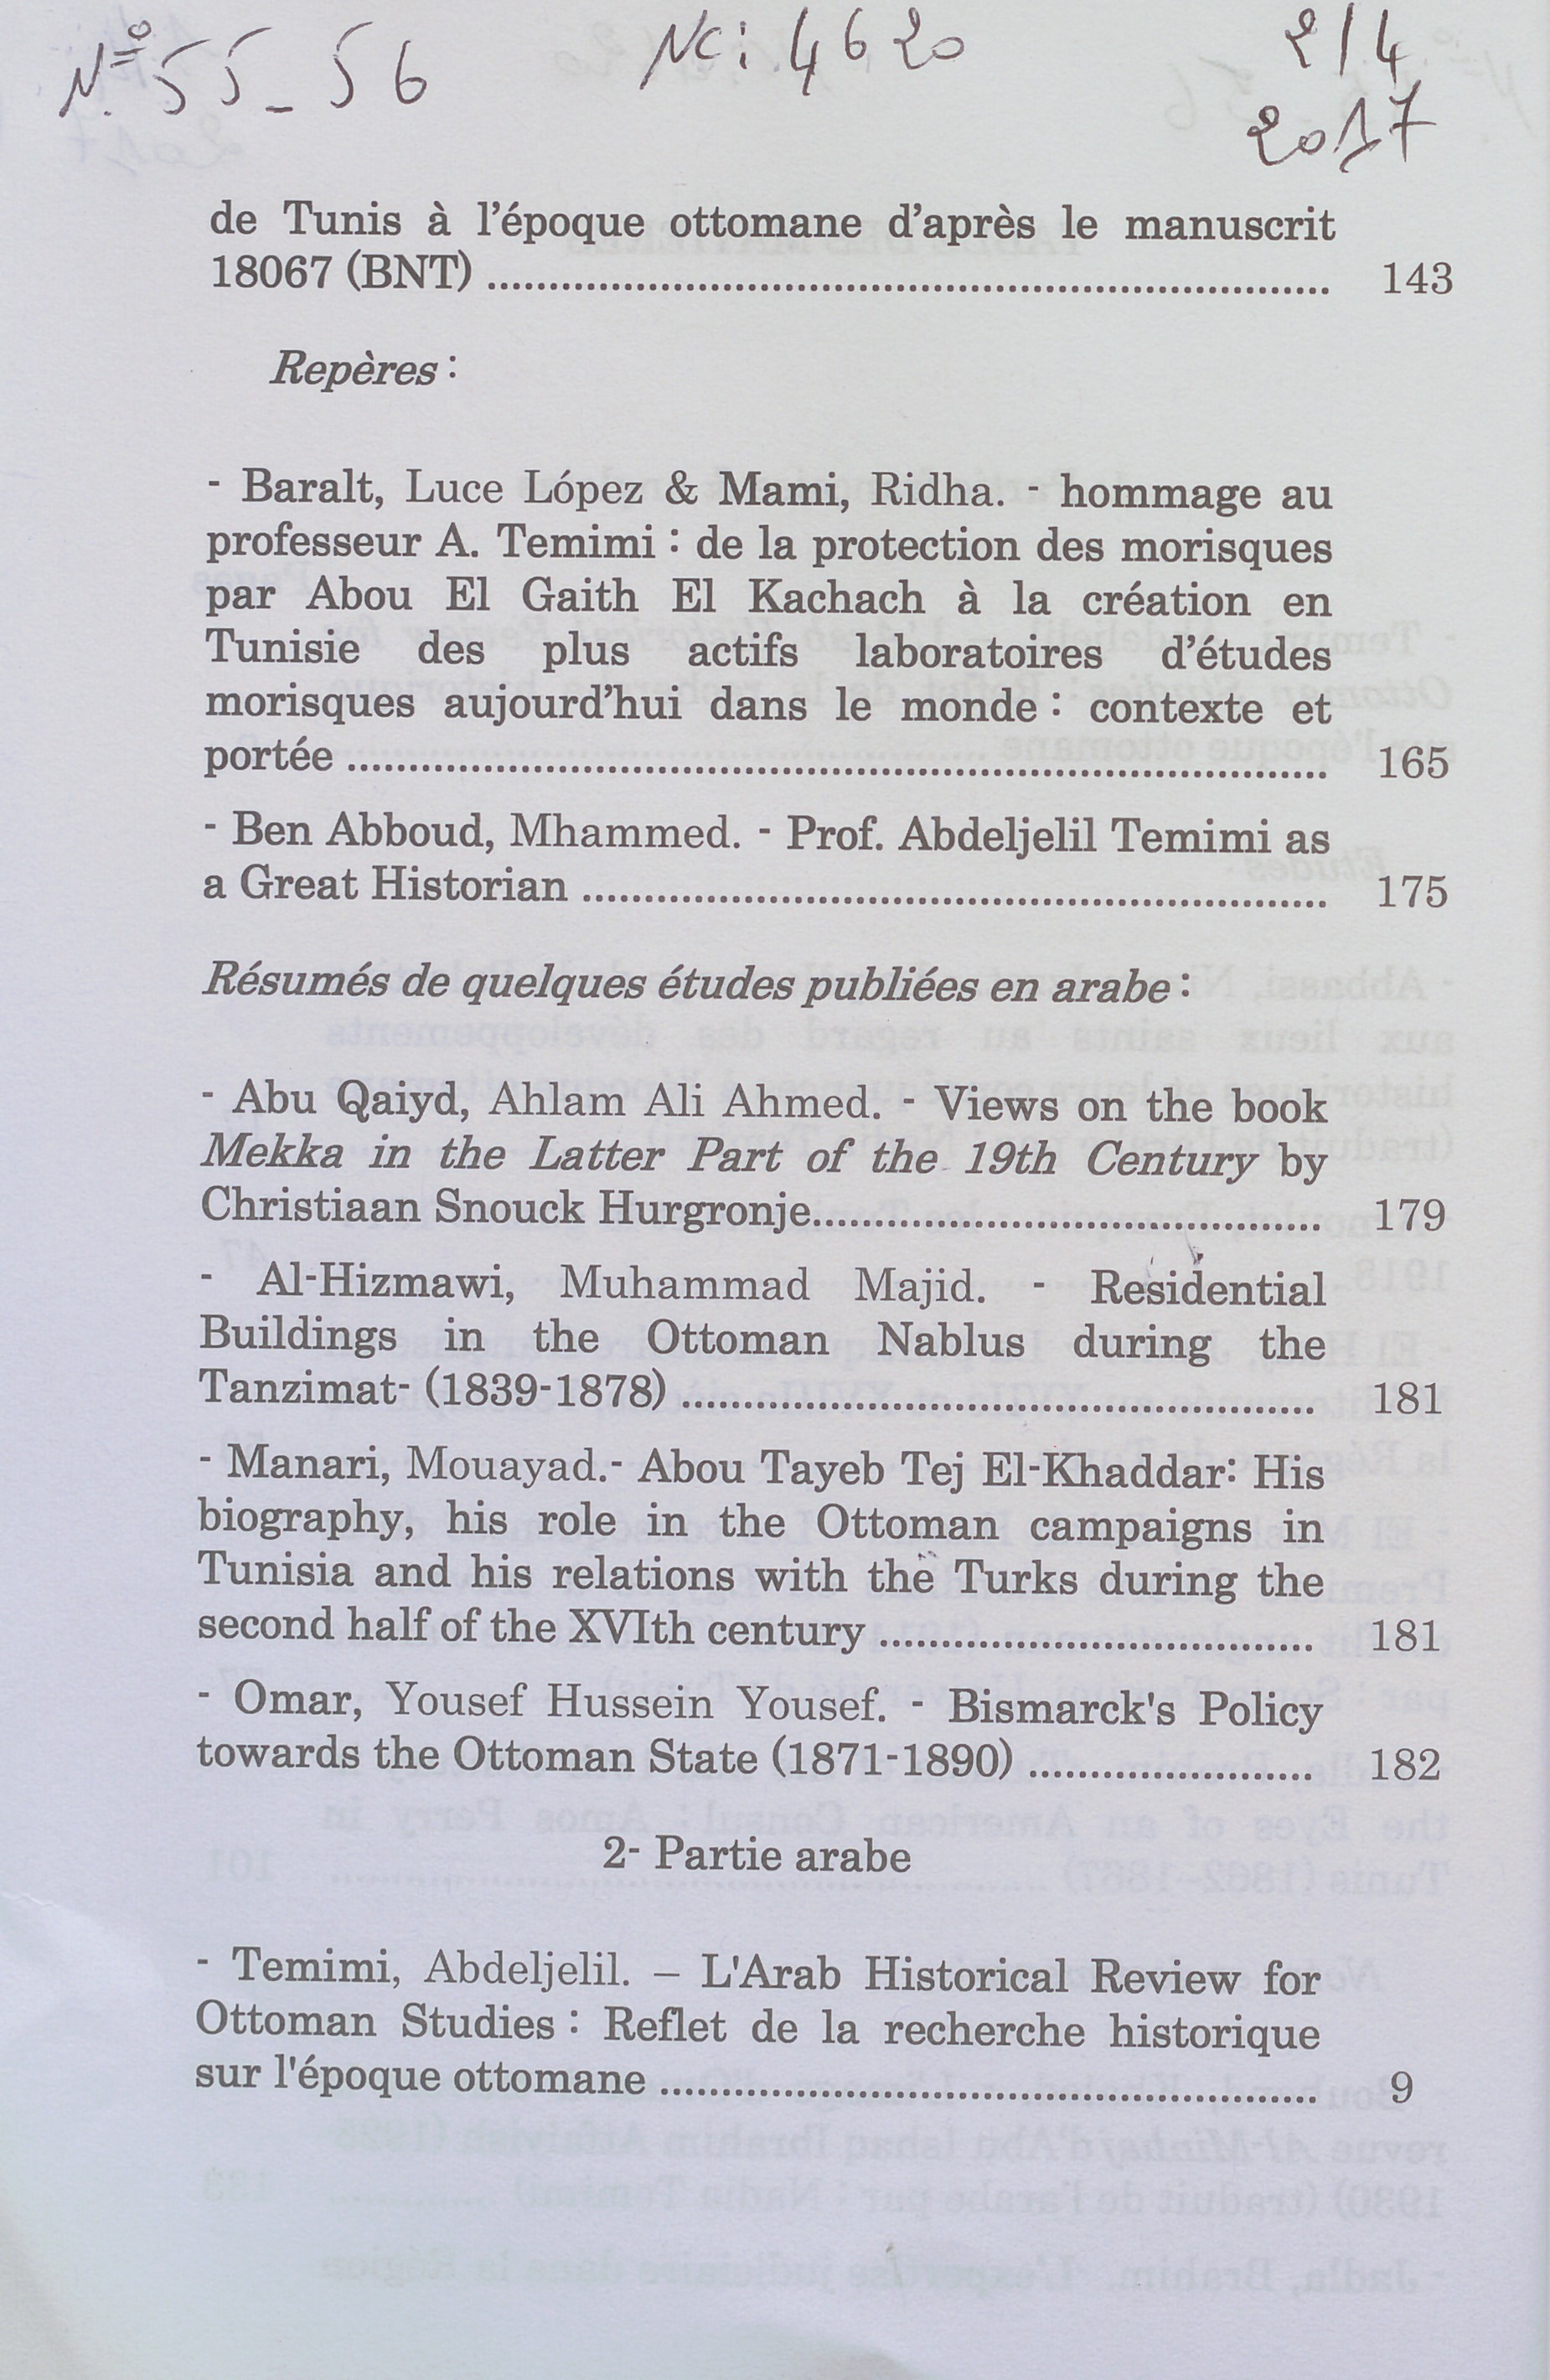 N° 55-56 Nc: 4620 2/4
2017
de Tunis à l'époque ottomane d'après le manuscrit
18067 (BNT) ........ 143
Repères :
- Baralt, Luce López & Mami, Ridha. - hommage au
professeur A. Temimi : de la protection des morisques
par Abou El Gaith El Kachach à la création en
Tunisie des plus actifs laboratoires d'études
morisques aujourd'hui dans le monde : contexte et
portée ........ 165
- Ben Abboud, Mhammed. - Prof. Abdeljelil Temimi as
a Great Historian ........ 175
Résumés de quelques études publiées en arabe :
- Abu Qaiyd, Ahlam Ali Ahmed. - Views on the book
Mekka in the Latter Part of the 19th Century by
Christiaan Snouck Hurgronje........ 179
- Al-Hizmawi, Muhammad Majid. - Residential
Buildings in the Ottoman Nablus during the
Tanzimat- (1839-1878) ........ 181
- Manari, Mouayad.- Abou Tayeb Tej El-Khaddar: His
biography, his role in the Ottoman campaigns in
Tunisia and his relations with the Turks during the
second half of the XVIth century ........ 181
- Omar, Yousef Hussein Yousef. - Bismarck's Policy
towards the Ottoman State (1871-1890) ........ 182
2- Partie arabe
- Temimi, Abdeljelil. – L'Arab Historical Review for
Ottoman Studies : Reflet de la recherche historique
sur l'époque ottomane ........ 9